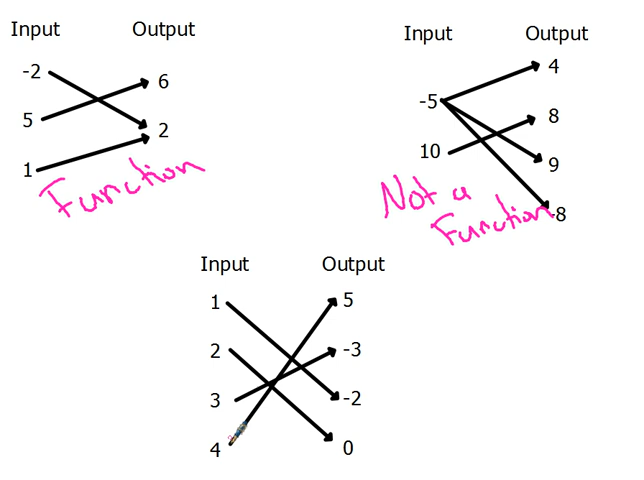 Input Output
-2 6
5 2
1
Function
Input Output
-5 4
10 8
9
-8
Not a
Function
Input Output
1 5
2 -3
3 -2
4 0